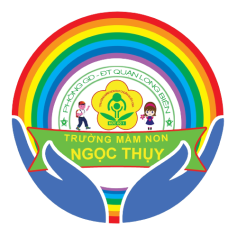 PHÒNG GD - ĐT QUẬN LONG BIÊN
TRƯỜNG MẦM NON
NGỌC THỤY